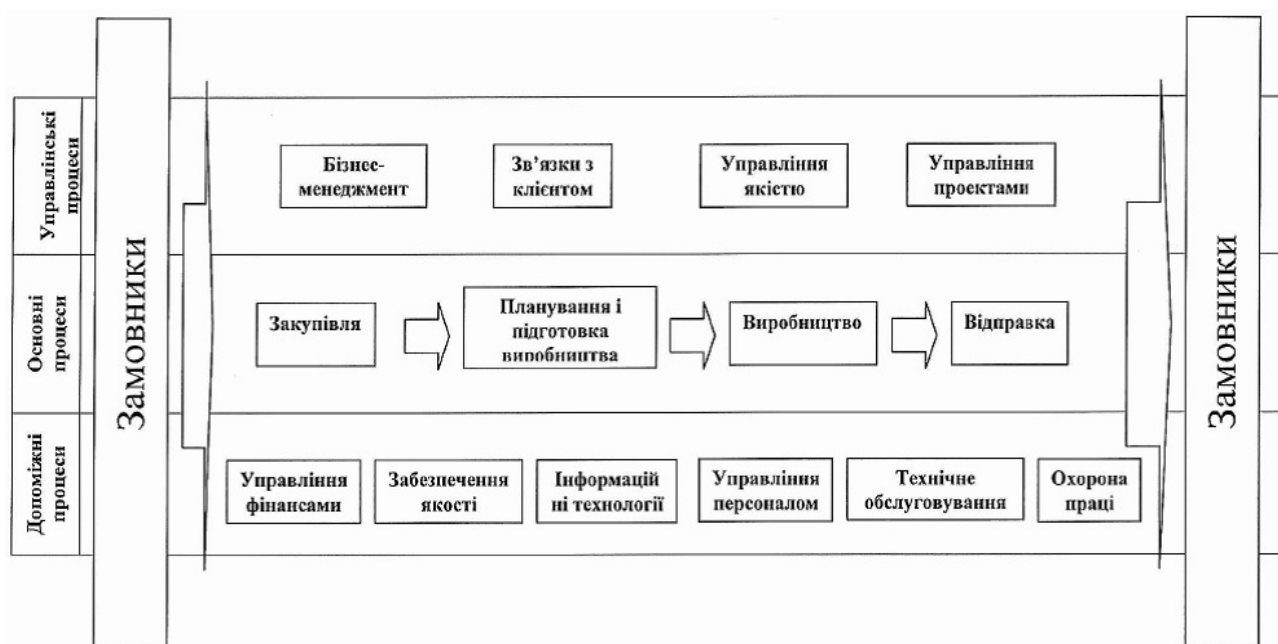 Замовники
Управлінські
процеси
Бізнес-
менеджмент
Зв’язки з
клієнтом
Управління
якістю
Управління
проектами
Основні
процеси
Закупівля
Планування і
підготовка
виробництва
Виробництво
Відправка
Допоміжні
процеси
Управління
фінансами
Забезпечення
якості
Інформацій
ні технології
Управління
персоналом
Технічне
обслуговування
Охорона
праці
Замовники